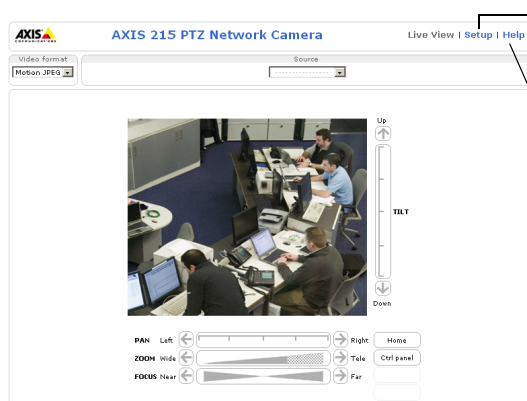 AXIS
COMMUNICATIONS
AXIS 215 PTZ Network Camera
Live View | Setup | Help
Video format
Source
Motion JPEG
--------------
Up
TILT
Down
PAN Left Right Home
ZOOM Wide Tele Ctrl panel
FOCUS Near Far